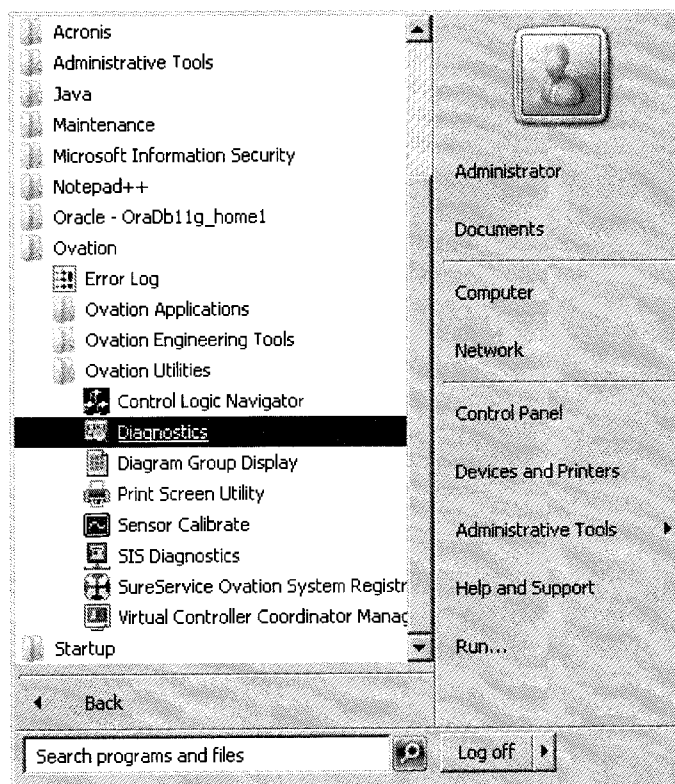 Acronis
Administrative Tools
Java
Maintenance
Microsoft Information Security
Notepad++
Oracle - OraDb11g_home1
Ovation
Error Log
Ovation Applications
Ovation Engineering Tools
Ovation Utilities
Control Logic Navigator
Diagnostics
Diagram Group Display
Print Screen Utility
Sensor Calibrate
SIS Diagnostics
SureService Ovation System Registr
Virtual Controller Coordinator Manag
Startup
Back
Search programs and files
Administrator
Documents
Computer
Network
Control Panel
Devices and Printers
Administrative Tools
Help and Support
Run...
Log off